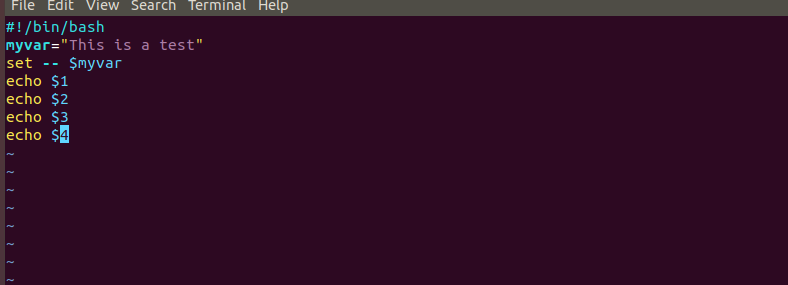 File Edit View Search Terminal Help
#!/bin/bash
myvar="This is a test"
set -- $myvar
echo $1
echo $2
echo $3
echo $4
~
~
~
~
~
~
~
~